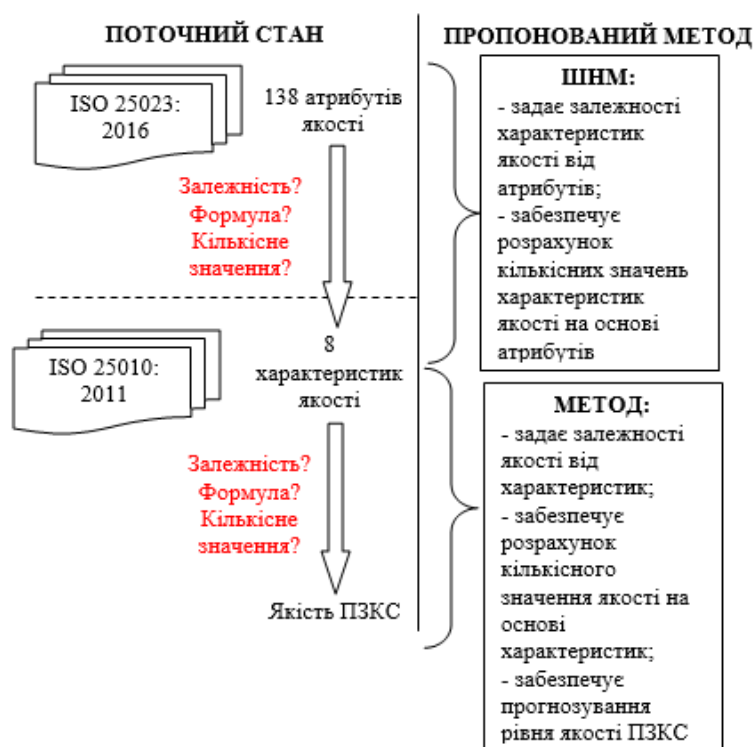 ПОТОЧНИЙ СТАН
ISO 25023:
2016
138 атрибутів
якості
Залежність?
Формула?
Кількісне
значення?
ISO 25010:
2011
8
характеристик
якості
Залежність?
Формула?
Кількісне
значення?
Якість ПЗКС
ПРОПОНОВАНИЙ МЕТОД
ШНМ:
- задає залежності
характеристик
якості від
атрибутів;
- забезпечує
розрахунок
кількісних значень
характеристик
якості на основі
атрибутів
МЕТОД:
- задає залежності
якості від
характеристик;
- забезпечує
розрахунок
кількісного
значення якості на
основі
характеристик;
- забезпечує
прогнозування
рівня якості ПЗКС